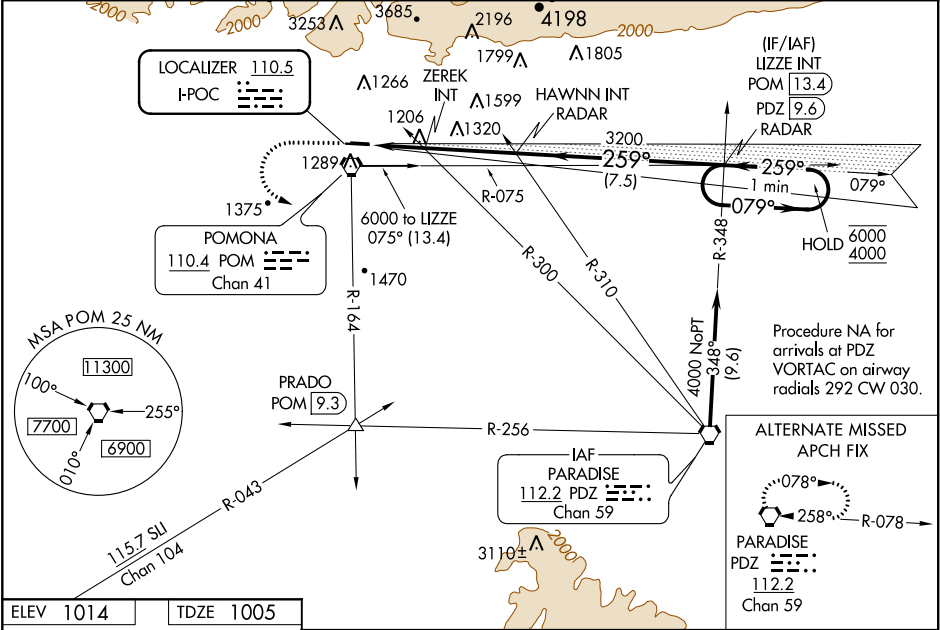 2000
3253
3685
2196
4198
2000
1799
1805
LOCALIZER 110.5
I-POC
1266
ZEREK
INT
1599
HAWNN INT
RADAR
(IF/IAF)
LIZZE INT
POM 13.4
PDZ 9.6
RADAR
1206
1320
3200
259°
(7.5)
259°
1 min
079°
079°
1289
R-075
1375
6000 to LIZZE
075° (13.4)
HOLD 6000
4000
POMONA
110.4 POM
Chan 41
1470
R-164
R-300
R-310
R-348
4000 NoPT
348°
(9.6)
MSA POM 25 NM
11300
100°
255°
7700
6900
010°
Procedure NA for
arrivals at PDZ
VORTAC on airway
radials 292 CW 030.
PRADO
POM 9.3
R-256
R-043
115.7 SLI
Chan 104
IAF
PARADISE
112.2 PDZ
Chan 59
3110±
2000
ALTERNATE MISSED
APCH FIX
078°
258°
R-078
PARADISE
PDZ
112.2
Chan 59
ELEV 1014
TDZE 1005